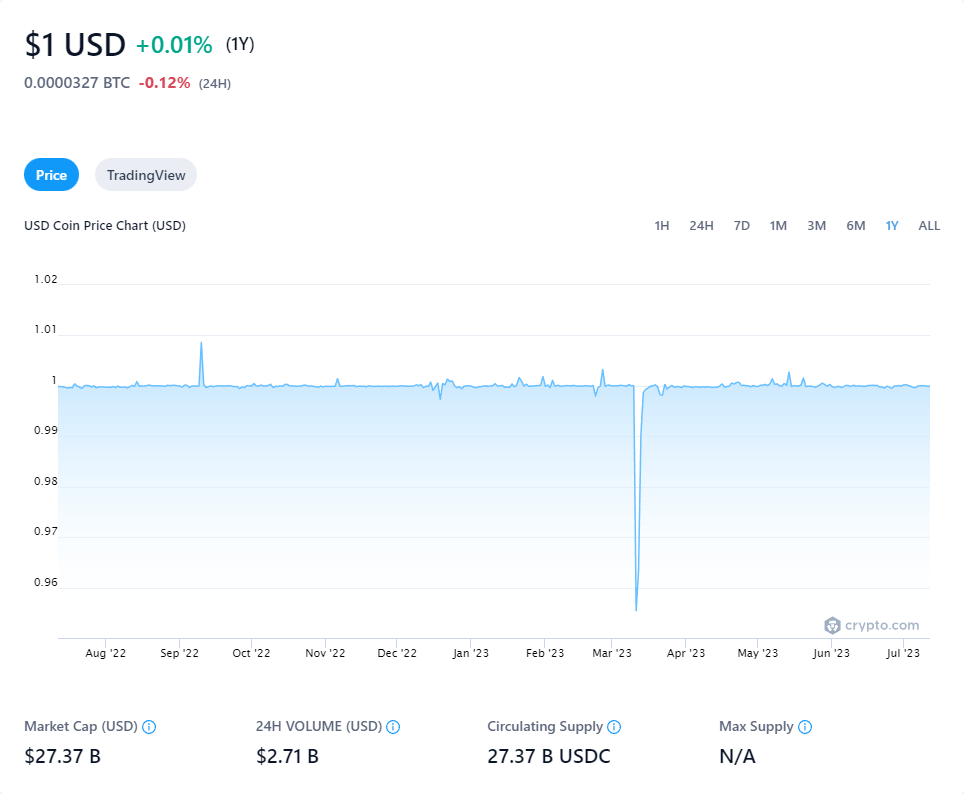 $1 USD +0.01% (1Y)
0.0000327 BTC -0.12% (24H)
Price TradingView
USD Coin Price Chart (USD) 1H 24H 7D 1M 3M 6M 1Y ALL
1.02
1.01
1
0.99
0.98
0.97
0.96
crypto.com
Aug '22 Sep '22 Oct '22 Nov '22 Dec '22 Jan '23 Feb '23 Mar '23 Apr '23 May '23 Jun '23 Jul '23
Market Cap (USD) 24H VOLUME (USD) Circulating Supply Max Supply
$27.37 B $2.71 B 27.37 B USDC N/A